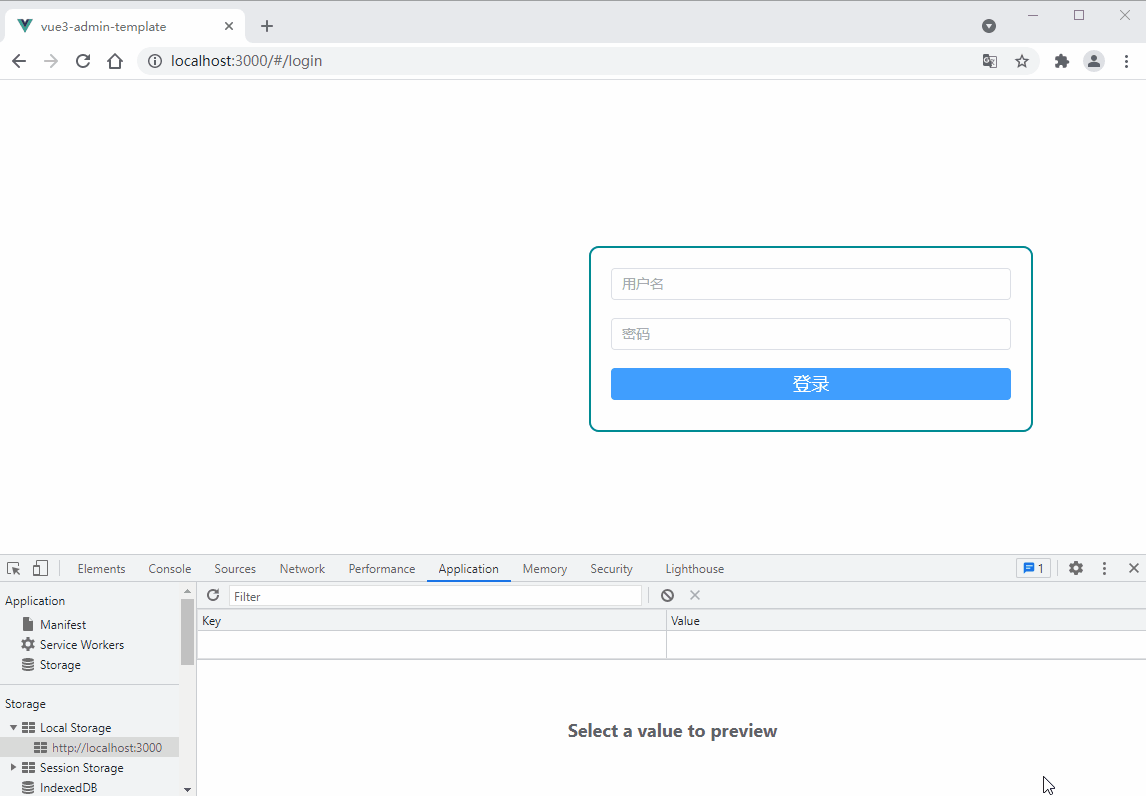 vue3-admin-template
localhost:3000/#/login
用户名
密码
登录
Elements Console Sources Network Performance Application Memory Security Lighthouse 1
Application
Manifest
Service Workers
Storage
Storage
Local Storage
http://localhost:3000
Session Storage
IndexedDB
Filter
Key Value
Select a value to preview